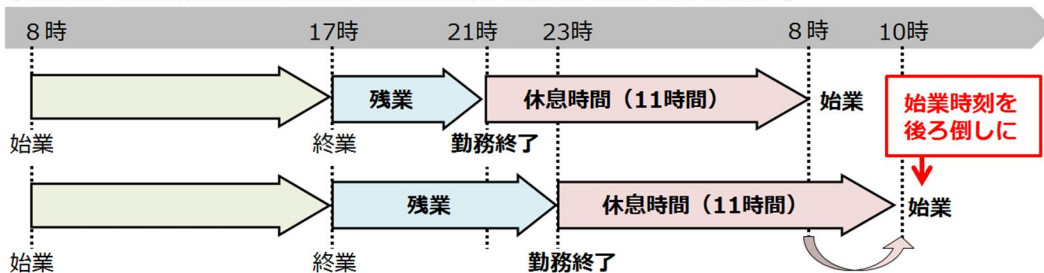 8時 17時 21時 23時 8時 10時
残業 休息時間（11時間） 始業
始業時刻を
後ろ倒しに
始業 終業 勤務終了
残業 休息時間（11時間） 始業
始業 終業 勤務終了